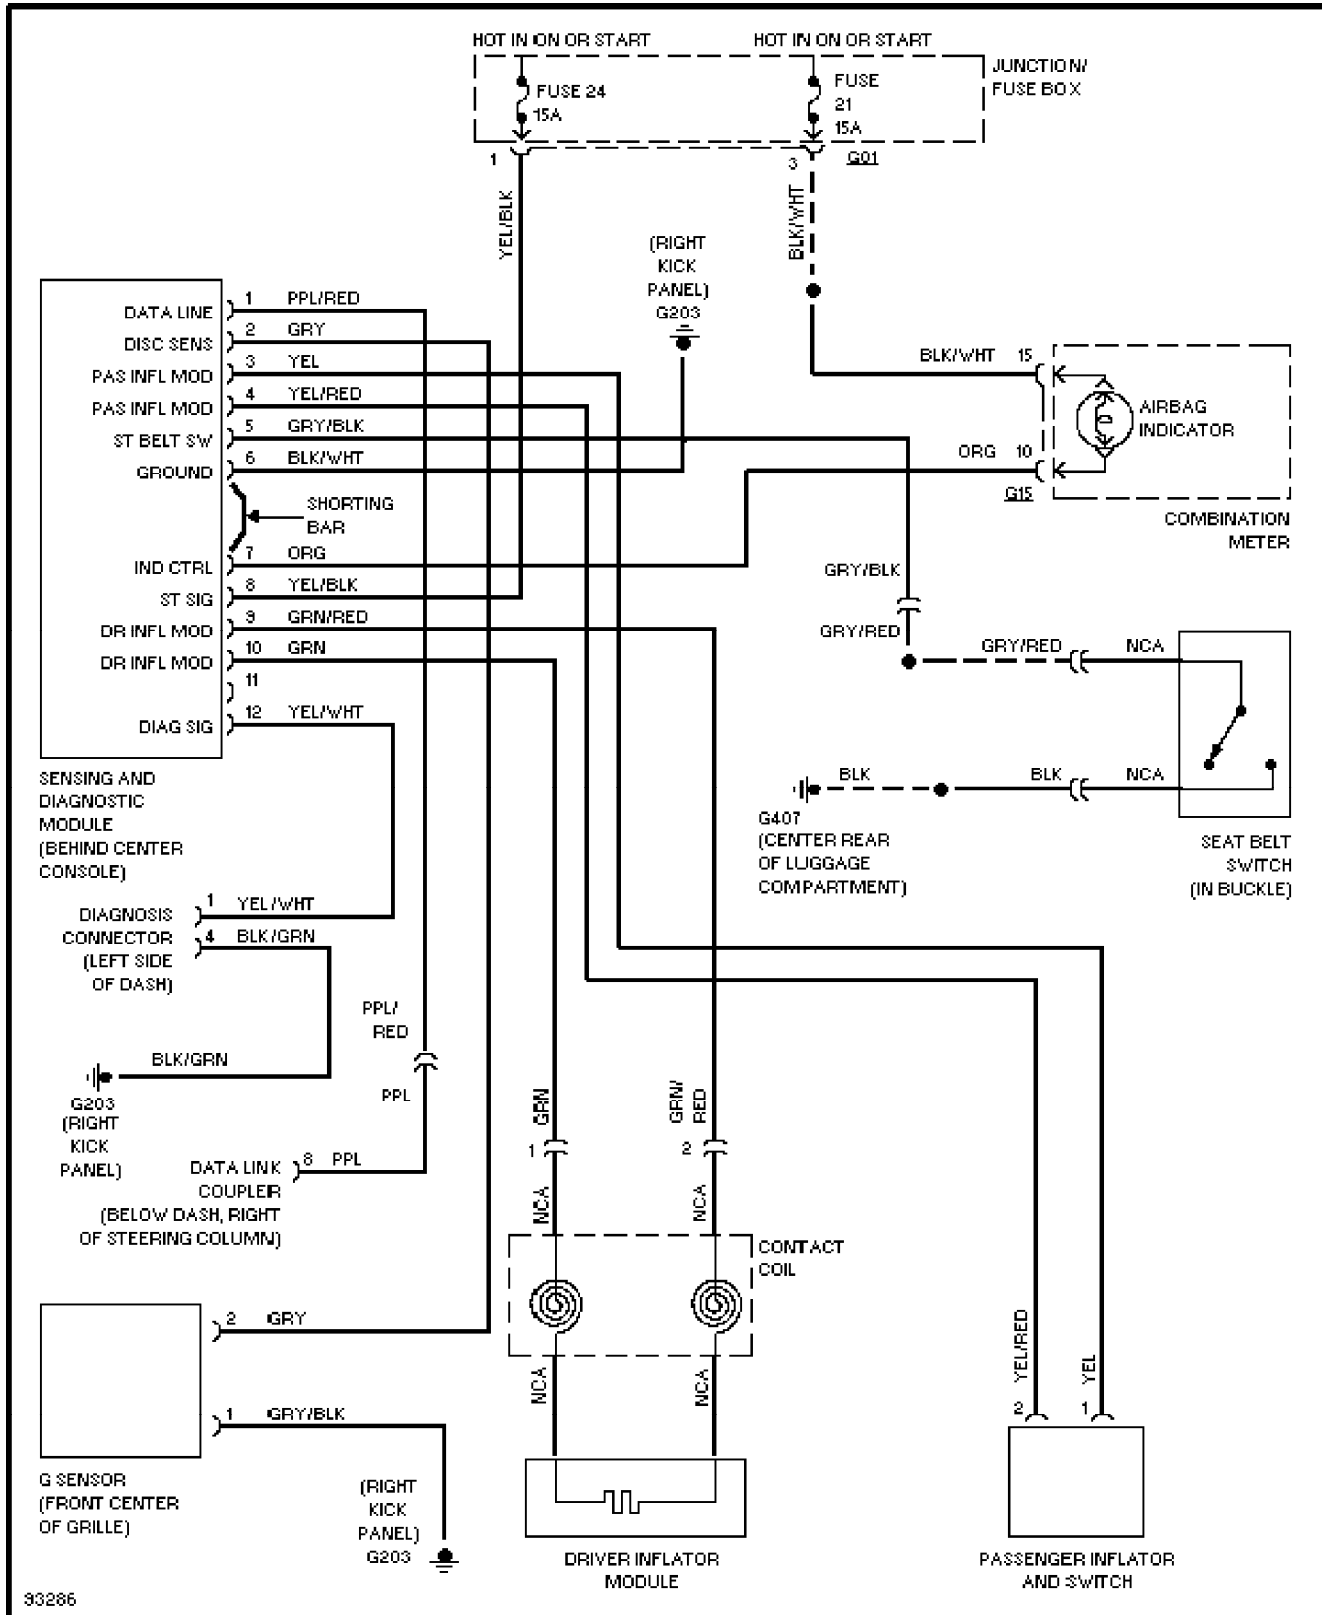 HOT IN ON OR START
HOT IN ON OR START
JUNCTION/
FUSE BOX
FUSE 24
15A
FUSE
21
15A
1
3
G01
YEL/BLK
BLK/WHT
(RIGHT
KICK
PANEL)
G203
DATA LINE
1
PPL/RED
DISC SENS
2
GRY
PAS INFL MOD
3
YEL
PAS INFL MOD
4
YEL/RED
ST BELT SW
5
GRY/BLK
GROUND
6
BLK/WHT
SHORTING
BAR
IND CTRL
7
ORG
ST SIG
8
YEL/BLK
DR INFL MOD
9
GRN/RED
DR INFL MOD
10
GRN
11
DIAG SIG
12
YEL/WHT
SENSING AND
DIAGNOSTIC
MODULE
(BEHIND CENTER
CONSOLE)
BLK/WHT
15
AIRBAG
INDICATOR
ORG
10
G15
COMBINATION
METER
GRY/BLK
GRY/RED
GRY/RED
NCA
BLK
BLK
NCA
G407
(CENTER REAR
OF LUGGAGE
COMPARTMENT)
SEAT BELT
SWITCH
(IN BUCKLE)
DIAGNOSIS
CONNECTOR
(LEFT SIDE
OF DASH)
1
YEL/WHT
4
BLK/GRN
BLK/GRN
G203
(RIGHT
KICK
PANEL)
PPL/
RED
PPL
DATA LINK
COUPLER
(BELOW DASH, RIGHT
OF STEERING COLUMN)
8
PPL
GRN
GRN/
RED
1
2
NCA
NCA
CONTACT
COIL
NCA
NCA
2
GRY
1
GRY/BLK
G SENSOR
(FRONT CENTER
OF GRILLE)
(RIGHT
KICK
PANEL)
G203
DRIVER INFLATOR
MODULE
YEL/RED
YEL
2
1
PASSENGER INFLATOR
AND SWITCH
93286